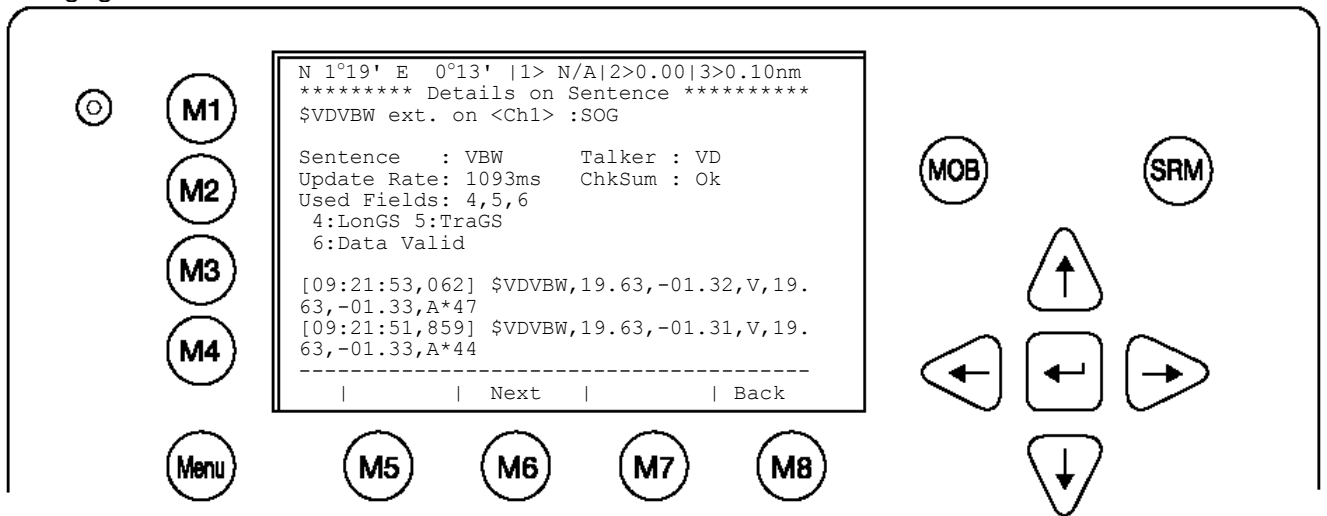 N 1°19' E 0°13' |1> N/A|2>0.00|3>0.10nm
********* Details on Sentence **********
$VDVBW ext. on <Ch1> :SOG
Sentence : VBW Talker : VD
Update Rate: 1093ms ChkSum : Ok
Used Fields: 4,5,6
4:LonGS 5:TraGS
6:Data Valid
[09:21:53,062] $VDVBW,19.63,-01.32,V,19.
63,-01.33,A*47
[09:21:51,859] $VDVBW,19.63,-01.31,V,19.
63,-01.33,A*44
----------------------------------------
| | Next | | Back
M1
M2
M3
M4
MOB
SRM
Menu
M5
M6
M7
M8